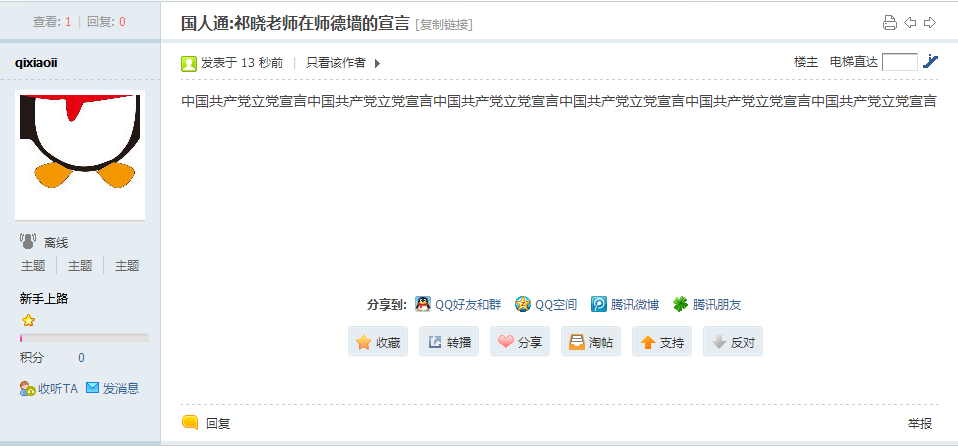 查看: 1 | 回复: 0
国人通:祁晓老师在师德墙的宣言 [复制链接]
qixiaoii
发表于 13 秒前 | 只看该作者
楼主 电梯直达
中国共产党立党宣言中国共产党立党宣言中国共产党立党宣言中国共产党立党宣言中国共产党立党宣言中国共产党立党宣言
离线
主题 主题 主题
新手上路
积分 0
收听TA 发消息
分享到: QQ好友和群 QQ空间 腾讯微博 腾讯朋友
收藏 转播 分享 淘帖 支持 反对
回复 举报